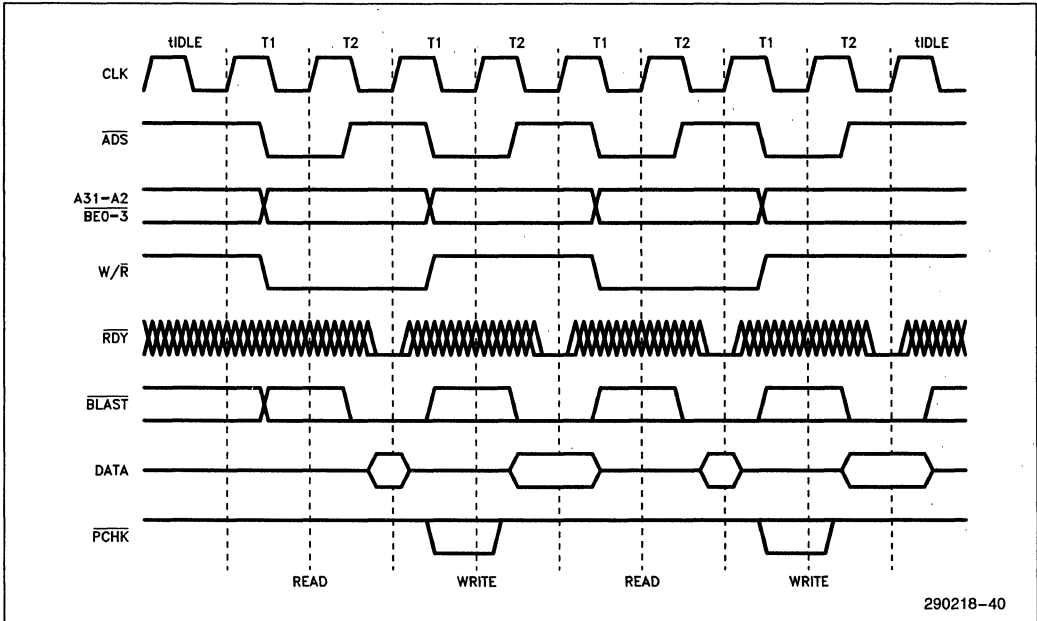 tIDLE T1 T2 T1 T2 T1 T2 T1 T2 tIDLE
CLK
ADS
A31–A2
BE0–3
W/R
RDY
BLAST
DATA
PCHK
READ WRITE READ WRITE
290218–40